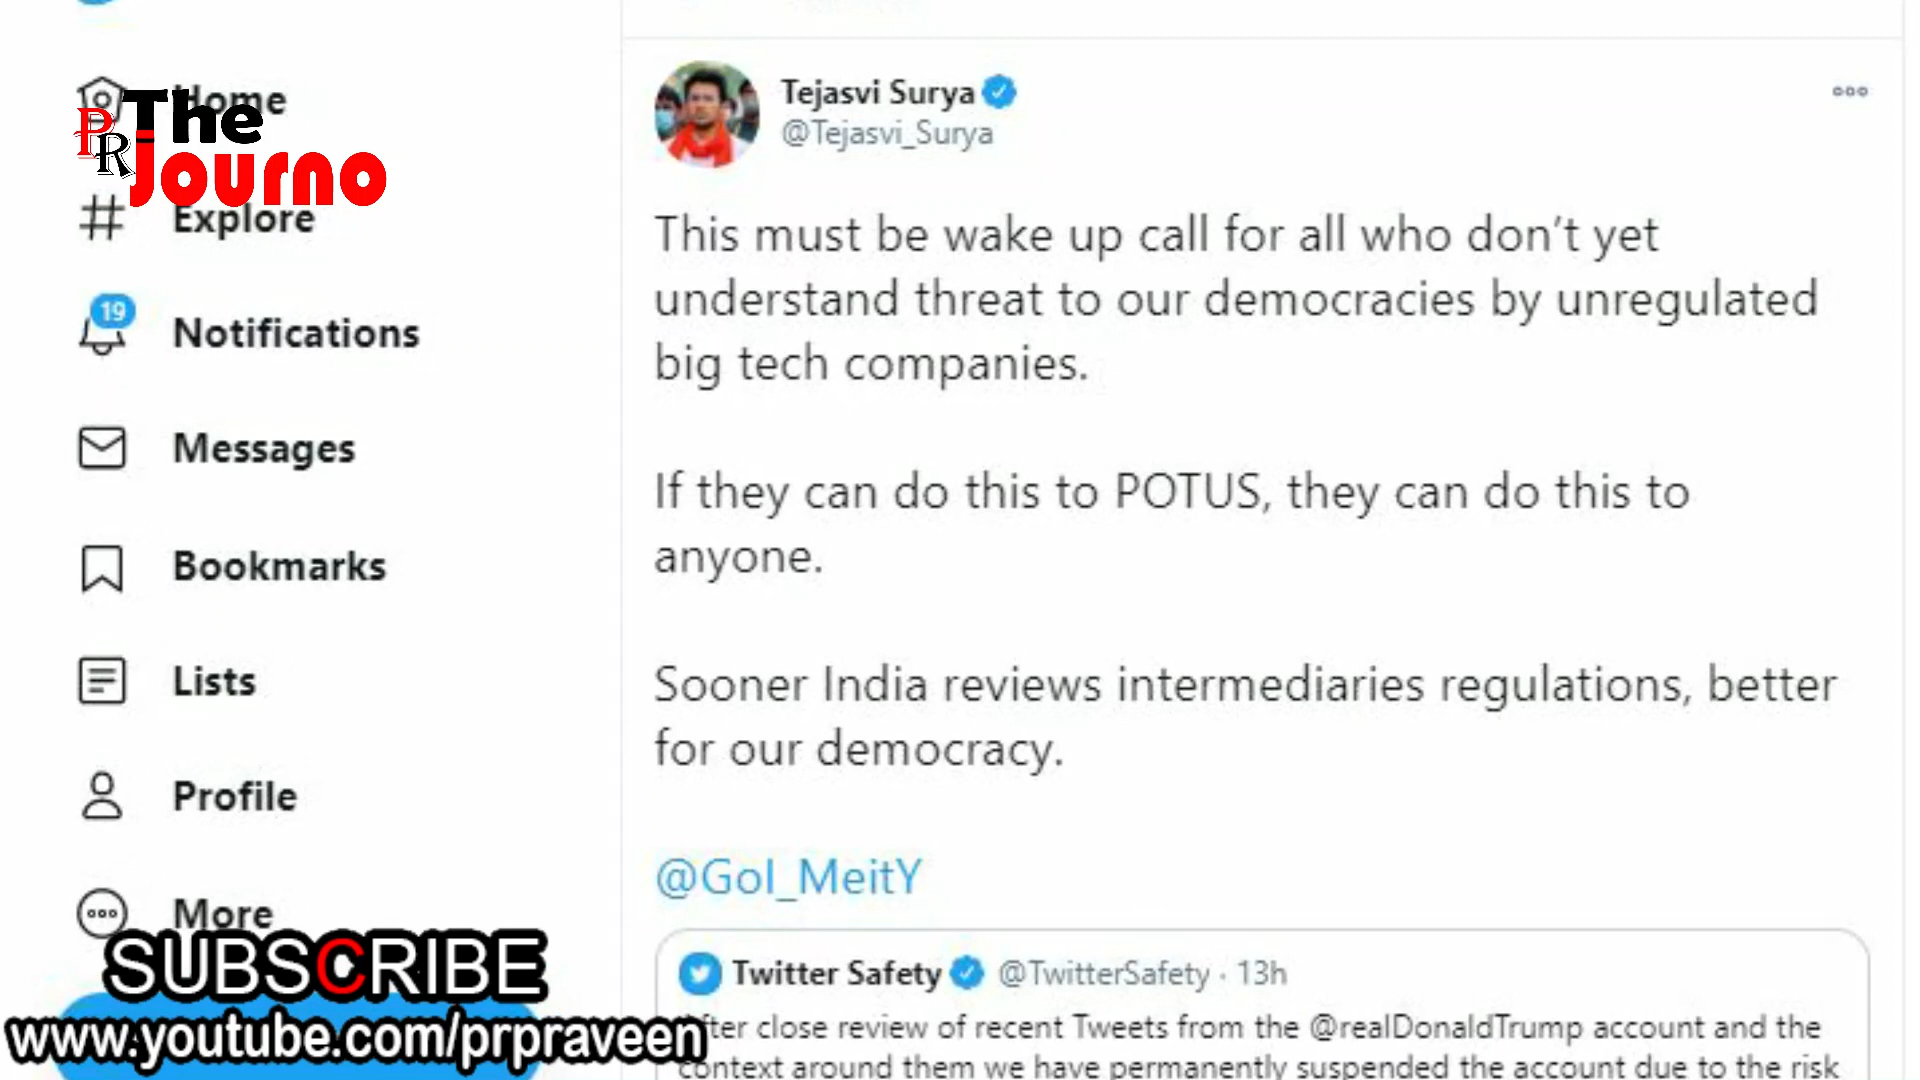 Home
The
PR
Journo
Explore
19
Notifications
Messages
Bookmarks
Lists
Profile
More
SUBSCRIBE
www.youtube.com/prpraveen
Tejasvi Surya
@Tejasvi_Surya
This must be wake up call for all who don’t yet
understand threat to our democracies by unregulated
big tech companies.
If they can do this to POTUS, they can do this to
anyone.
Sooner India reviews intermediaries regulations, better
for our democracy.
@GoI_MeitY
Twitter Safety @TwitterSafety · 13h
After close review of recent Tweets from the @realDonaldTrump account and the
context around them we have permanently suspended the account due to the risk